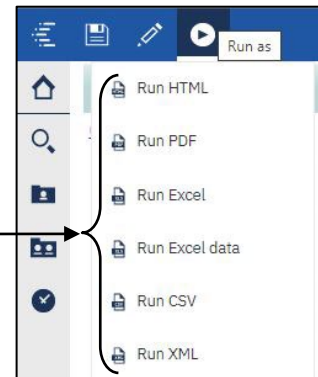 Run as
Run HTML
Run PDF
Run Excel
Run Excel data
Run CSV
Run XML